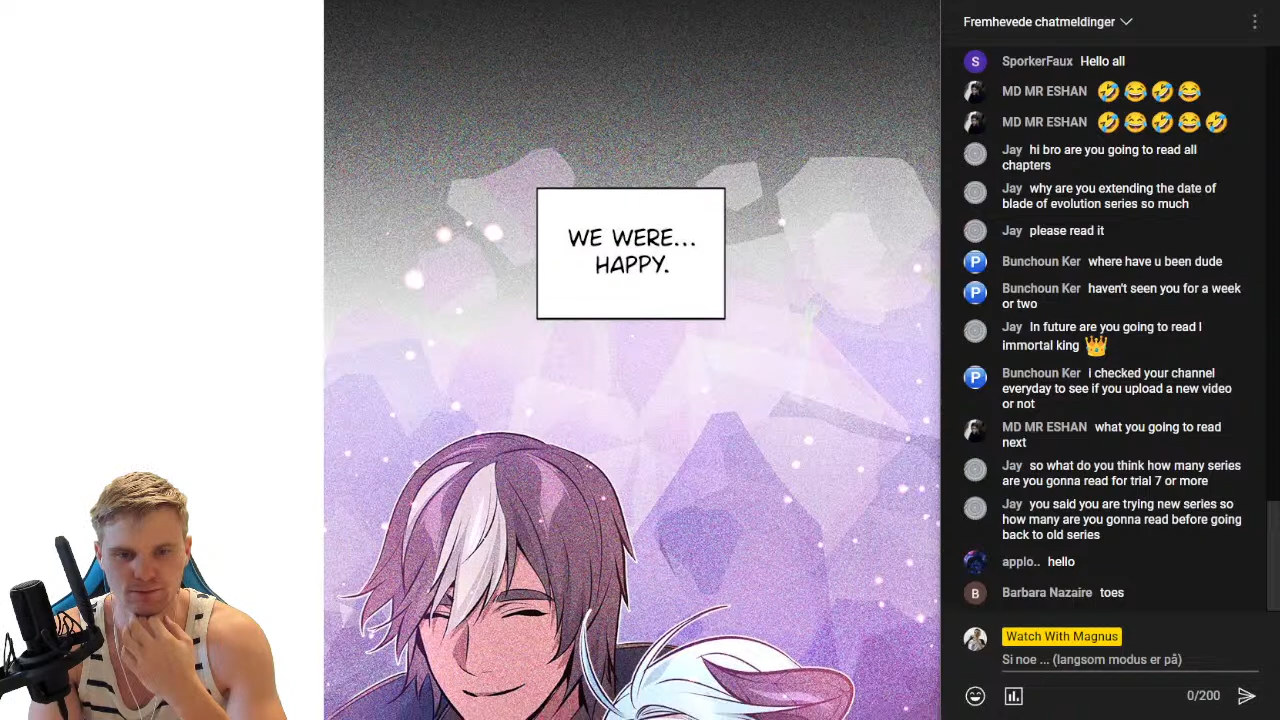 WE WERE...
HAPPY.
Fremhevede chatmeldinger
S
SporkerFaux Hello all
MD MR ESHAN 🤣😂🤣😂
MD MR ESHAN 🤣😂🤣😂🤣
Jay hi bro are you going to read all
chapters
Jay why are you extending the date of
blade of evolution series so much
Jay please read it
P
Bunchoun Ker where have u been dude
P
Bunchoun Ker haven't seen you for a week
or two
Jay In future are you going to read I
immortal king 👑
P
Bunchoun Ker I checked your channel
everyday to see if you upload a new video
or not
MD MR ESHAN what you going to read
next
Jay so what do you think how many series
are you gonna read for trial 7 or more
Jay you said you are trying new series so
how many are you gonna read before going
back to old series
applo.. hello
B
Barbara Nazaire toes
Watch With Magnus
Si noe ... (langsom modus er på)
0/200